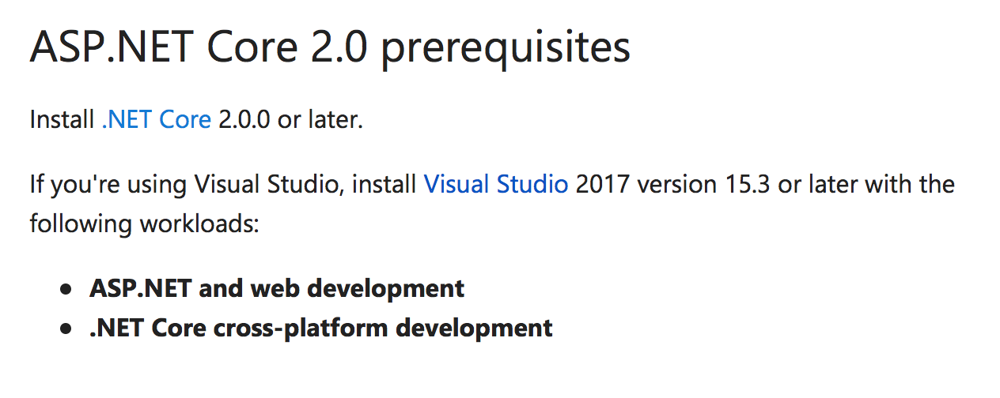 ASP.NET Core 2.0 prerequisites
Install .NET Core 2.0.0 or later.
If you're using Visual Studio, install Visual Studio 2017 version 15.3 or later with the
following workloads:
• ASP.NET and web development
• .NET Core cross-platform development